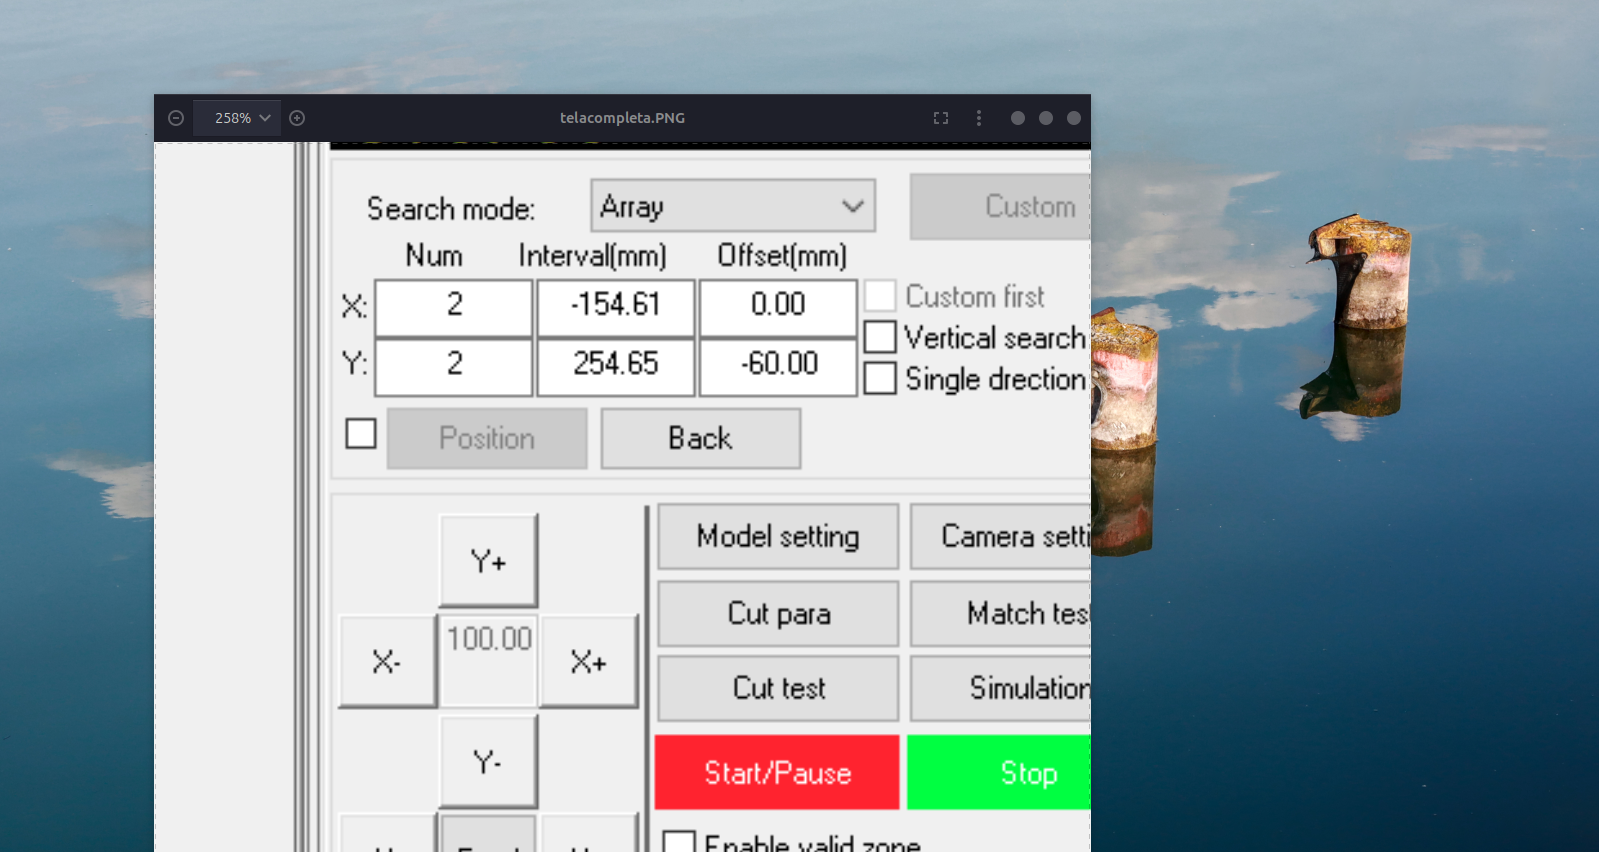 258%
telacompleta.PNG
Search mode:
Array
Custom
Num Interval(mm) Offset(mm)
X: 2 -154.61 0.00
Custom first
Vertical search
Y: 2 254.65 -60.00
Single drection
Position
Back
Y+
X-
100.00
X+
Y-
Model setting
Camera setti
Cut para
Match tes
Cut test
Simulation
Start/Pause
Stop
Enable valid zone